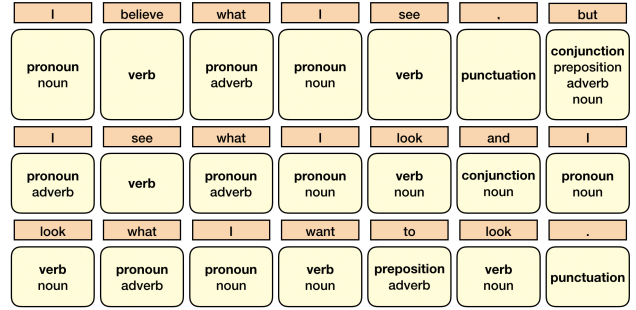 I believe what I see . but
pronoun verb pronoun pronoun verb punctuation conjunction
noun adverb noun preposition
adverb
noun
I see what I look and I
pronoun verb pronoun pronoun verb conjunction pronoun
adverb adverb noun noun noun noun
look what I want to look .
verb pronoun pronoun verb preposition verb punctuation
noun adverb noun noun adverb noun